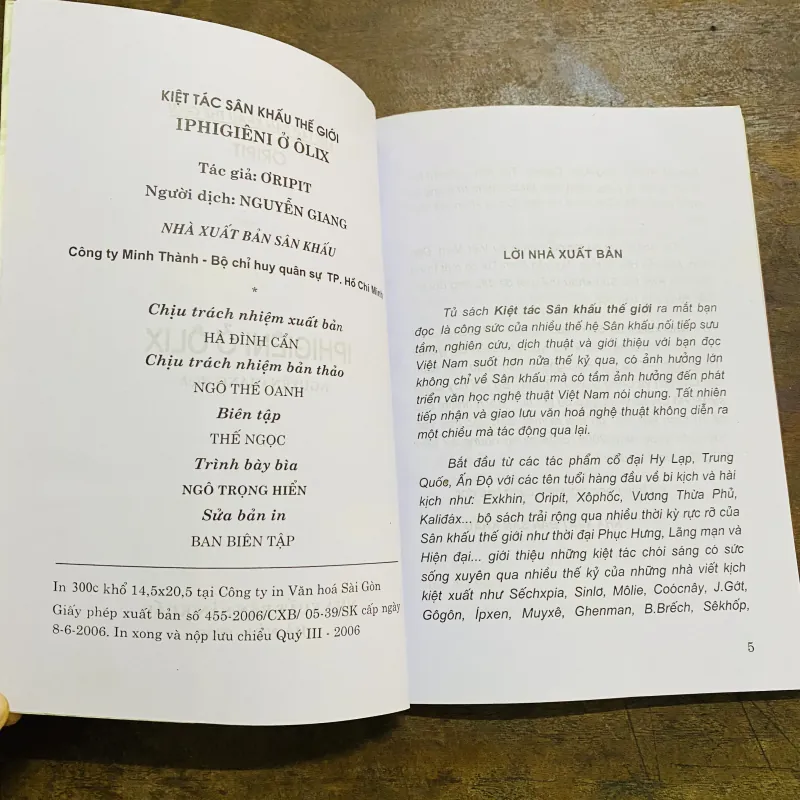 KIỆT TÁC SÂN KHẤU THẾ GIỚI
IPHIGIÊNI Ở ÔLIX
Tác giả: ƠRIPIT
Người dịch: NGUYỄN GIANG
NHÀ XUẤT BẢN SÂN KHẤU
Công ty Minh Thành - Bộ chỉ huy quân sự TP. Hồ Chí Minh
*
Chịu trách nhiệm xuất bản
HÀ ĐÌNH CẨN
Chịu trách nhiệm bản thảo
NGÔ THẾ OANH
Biên tập
THẾ NGỌC
Trình bày bìa
NGÔ TRỌNG HIỂN
Sửa bản in
BAN BIÊN TẬP
In 300c khổ 14,5x20,5 tại Công ty in Văn hoá Sài Gòn
Giấy phép xuất bản số 455-2006/CXB/ 05-39/SK cấp ngày
8-6-2006. In xong và nộp lưu chiểu Quý III - 2006
LỜI NHÀ XUẤT BẢN
Tủ sách Kiệt tác Sân khấu thế giới ra mắt bạn
đọc là công sức của nhiều thế hệ Sân khấu nối tiếp sưu
tầm, nghiên cứu, dịch thuật và giới thiệu với bạn đọc
Việt Nam suốt hơn nửa thế kỷ qua, có ảnh hưởng lớn
không chỉ về Sân khấu mà có tầm ảnh hưởng đến phát
triển văn học nghệ thuật Việt Nam nói chung. Tất nhiên
tiếp nhận và giao lưu văn hoá nghệ thuật không diễn ra
một chiều mà tác động qua lại.
Bắt đầu từ các tác phẩm cổ đại Hy Lạp, Trung
Quốc, Ấn Độ với các tên tuổi hàng đầu về bi kịch và hài
kịch như: Exkhin, Ơripit, Xôphốc, Vương Thừa Phủ,
Kaliđáx... bộ sách trải rộng qua nhiều thời kỳ rực rỡ của
Sân khấu thế giới như thời đại Phục Hưng, Lãng mạn và
Hiện đại... giới thiệu những kiệt tác chói sáng có sức
sống xuyên qua nhiều thế kỷ của những nhà viết kịch
kiệt xuất như Sếchxpia, Sinlơ, Môlie, Coócnây, J.Gớt,
Gôgôn, Ípxen, Muyxê, Ghenman, B.Brếch, Sêkhốp,
5